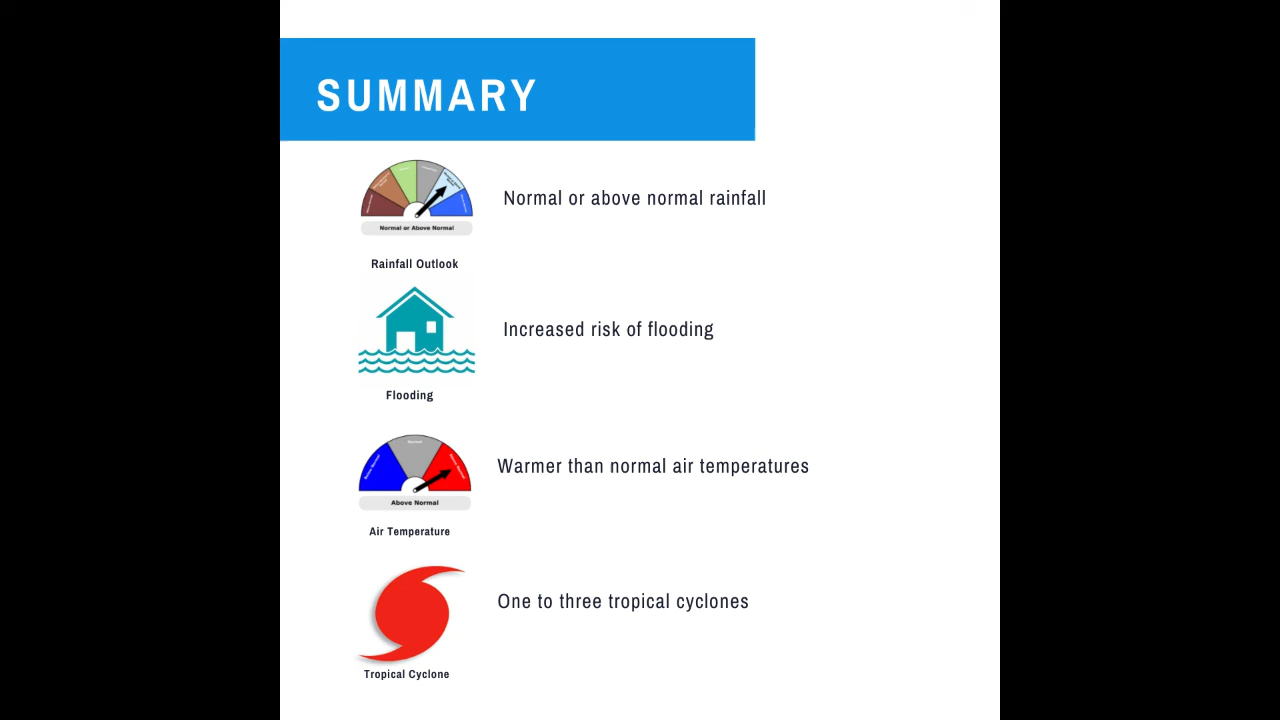 SUMMARY
Normal or above normal rainfall
Normal or Above Normal
Rainfall Outlook
Increased risk of flooding
Flooding
Normal
Warmer than normal air temperatures
Above Normal
Air Temperature
One to three tropical cyclones
Tropical Cyclone